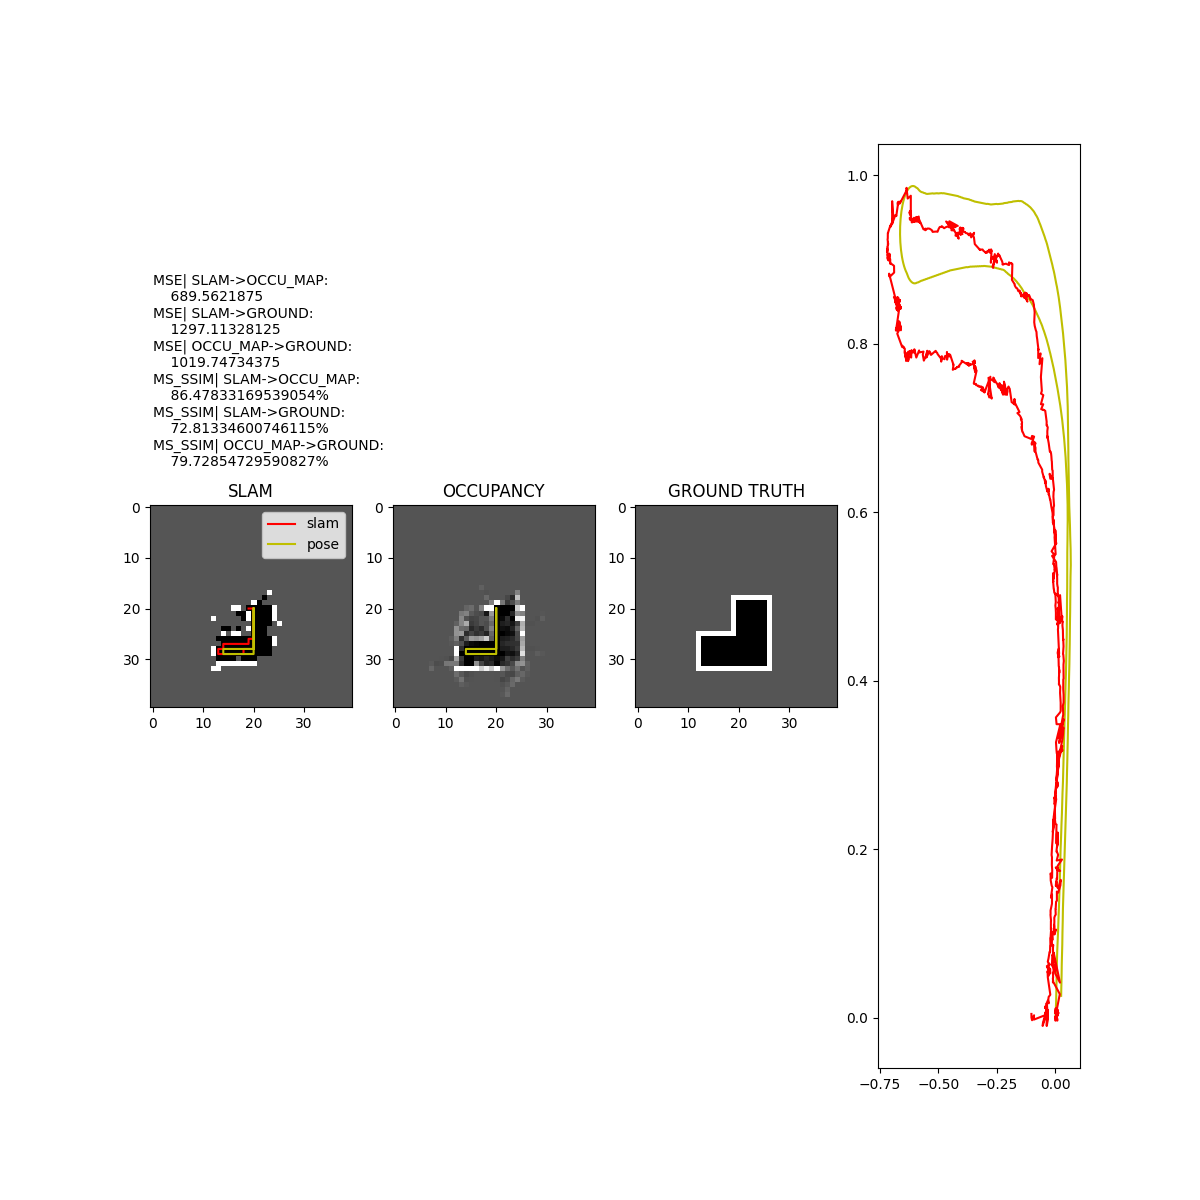 MSE| SLAM->OCCU_MAP:
689.5621875
MSE| SLAM->GROUND:
1297.11328125
MSE| OCCU_MAP->GROUND:
1019.74734375
MS_SSIM| SLAM->OCCU_MAP:
86.47833169539054%
MS_SSIM| SLAM->GROUND:
72.81334600746115%
MS_SSIM| OCCU_MAP->GROUND:
79.72854729590827%
SLAM
slam
pose
0
10
20
30
0 10 20 30
OCCUPANCY
0
10
20
30
0 10 20 30
GROUND TRUTH
0
10
20
30
0 10 20 30
1.0
0.8
0.6
0.4
0.2
0.0
−0.75 −0.50 −0.25 0.00